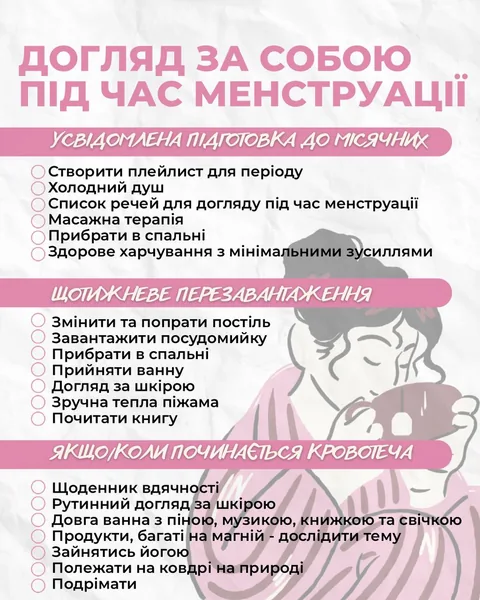 ДОГЛЯД ЗА СОБОЮ
ПІД ЧАС МЕНСТРУАЦІЇ
УСВІДОМЛЕНА ПІДГОТОВКА ДО МІСЯЧНИХ
Створити плейлист для періоду
Холодний душ
Список речей для догляду під час менструації
Масажна терапія
Прибрати в спальні
Здорове харчування з мінімальними зусиллями
ЩОТИЖНЕВЕ ПЕРЕЗАВАНТАЖЕННЯ
Змінити та попрати постіль
Завантажити посудомийку
Прибрати в спальні
Прийняти ванну
Догляд за шкірою
Зручна тепла піжама
Почитати книгу
ЯКЩО/КОЛИ ПОЧИНАЄТЬСЯ КРОВОТЕЧА
Щоденник вдячності
Рутинний догляд за шкірою
Довга ванна з піною, музикою, книжкою та свічкою
Продукти, багаті на магній - дослідити тему
Зайнятись йогою
Полежати на ковдрі на природі
Подрімати